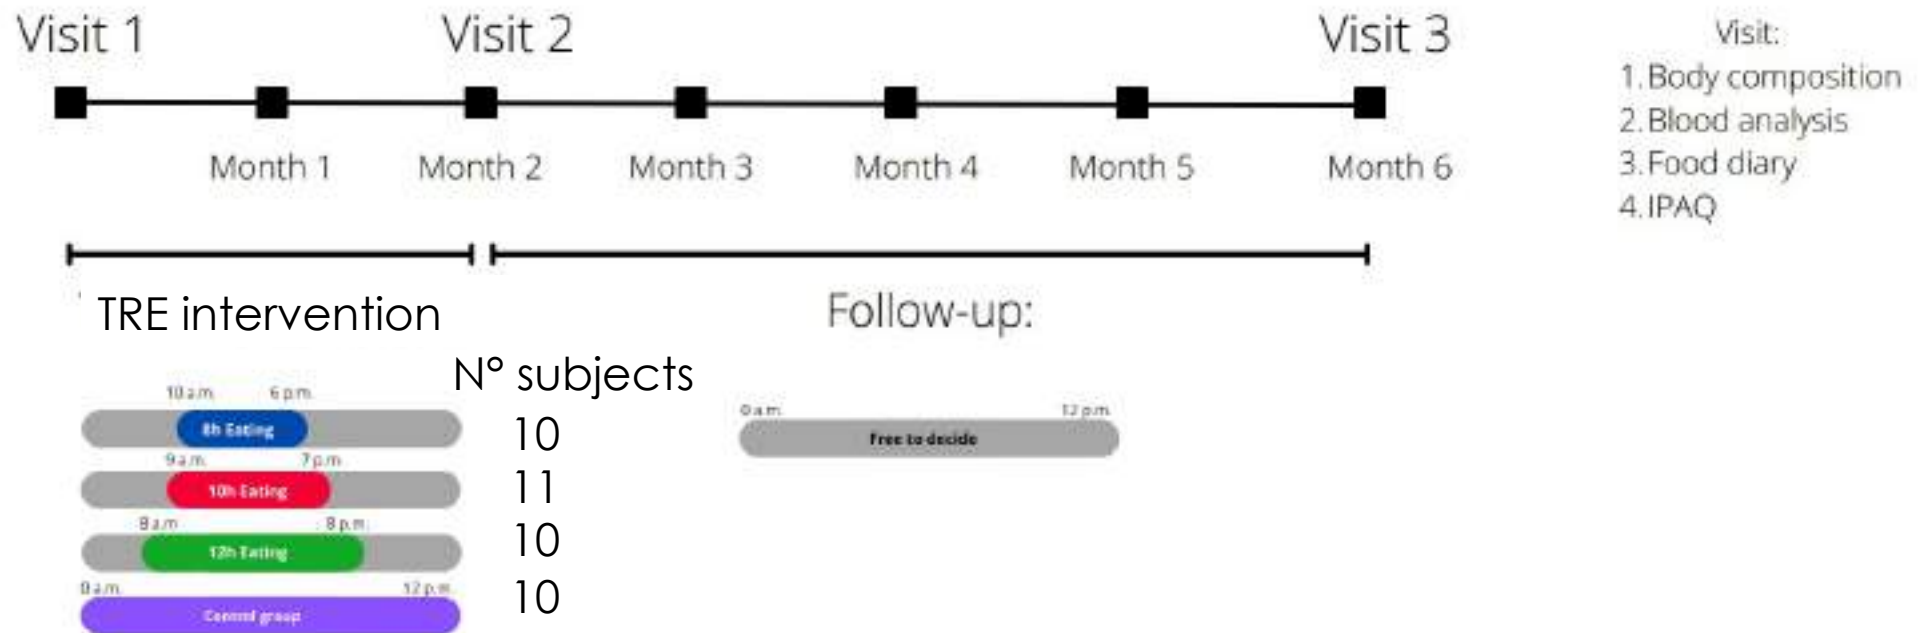 Visit 1
Visit 2
Visit 3
Month 1
Month 2
Month 3
Month 4
Month 5
Month 6
Visit:
1. Body composition
2. Blood analysis
3. Food diary
4. IPAQ
TRE intervention
Follow-up:
N° subjects
10 a.m.
6 p.m.
8h Eating
10
9 a.m.
7 p.m.
10h Eating
11
8 a.m.
8 p.m.
12h Eating
10
0 a.m.
12 p.m.
Control group
10
0 a.m.
12 p.m.
Free to decide